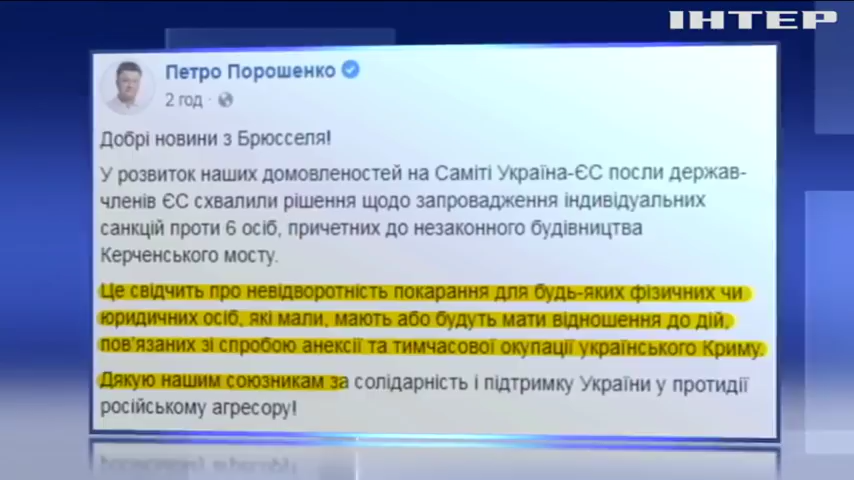 ІНТЕР
Петро Порошенко
2 год ·
Добрі новини з Брюсселя!
У розвиток наших домовленостей на Саміті Україна-ЄС посли держав-
членів ЄС схвалили рішення щодо запровадження індивідуальних
санкцій проти 6 осіб, причетних до незаконного будівництва
Керченського мосту.
Це свідчить про невідворотність покарання для будь-яких фізичних чи
юридичних осіб, які мали, мають або будуть мати відношення до дій,
пов'язаних зі спробою анексії та тимчасової окупації українського Криму.
Дякую нашим союзникам за солідарність і підтримку України у протидії
російському агресору!